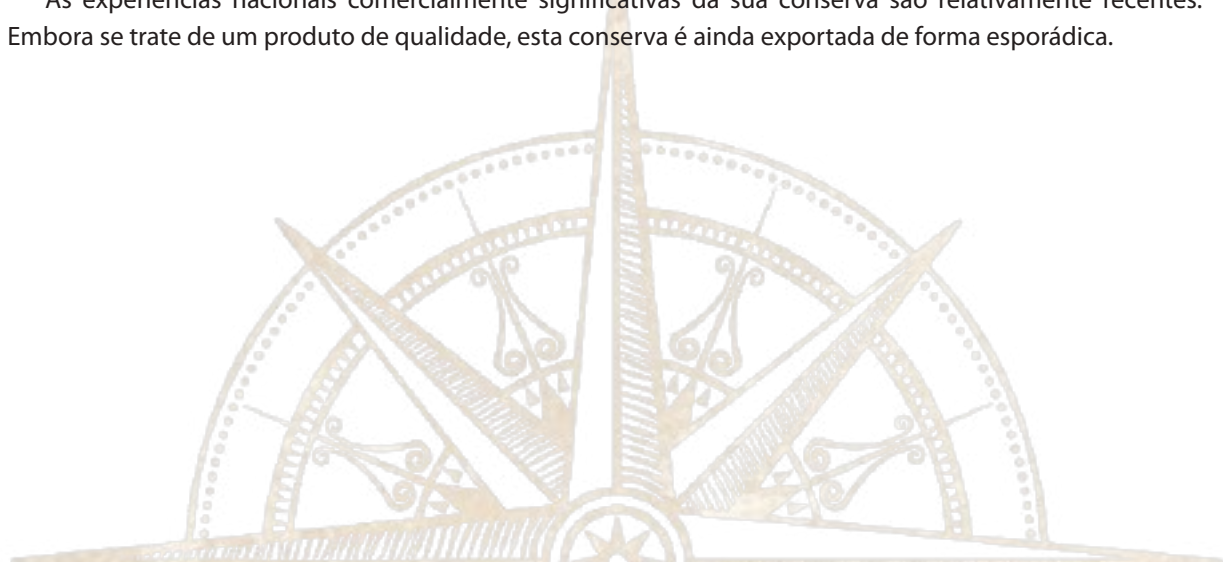 As experiências nacionais comercialmente significativas da sua conserva são relativamente recentes.
Embora se trate de um produto de qualidade, esta conserva é ainda exportada de forma esporádica.